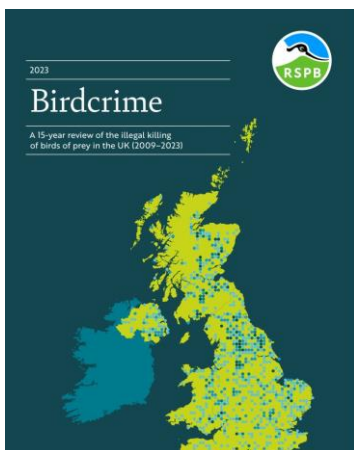 2023
Birdcrime
A 15-year review of the illegal killing
of birds of prey in the UK (2009–2023)
RSPB